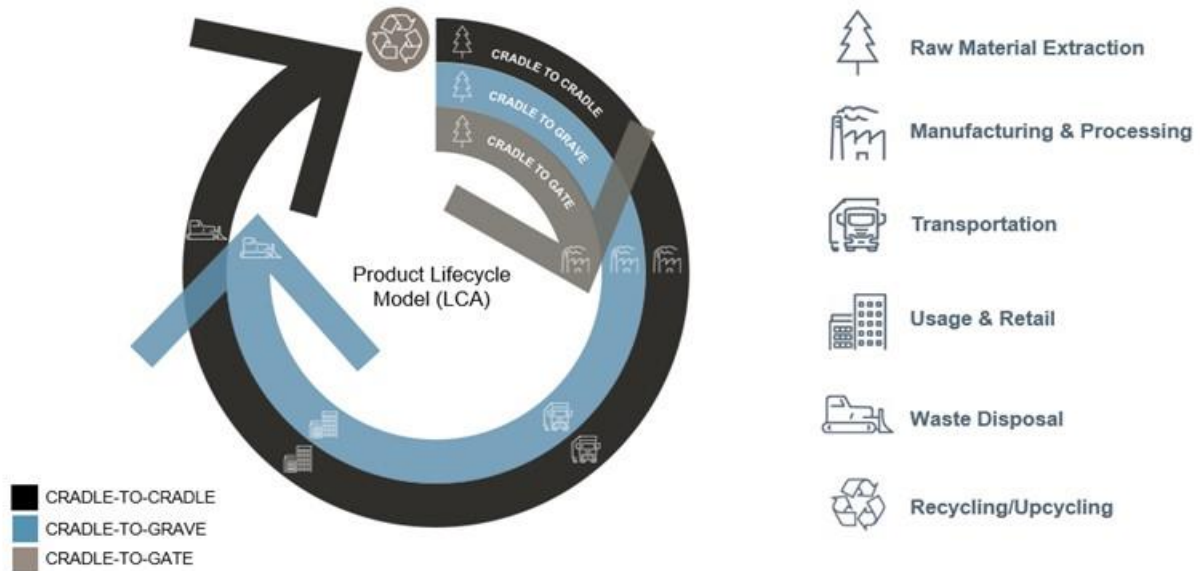 CRADLE TO CRADLE
CRADLE TO GRAVE
CRADLE TO GATE
Product Lifecycle
Model (LCA)
CRADLE-TO-CRADLE
CRADLE-TO-GRAVE
CRADLE-TO-GATE
Raw Material Extraction
Manufacturing & Processing
Transportation
Usage & Retail
Waste Disposal
Recycling/Upcycling